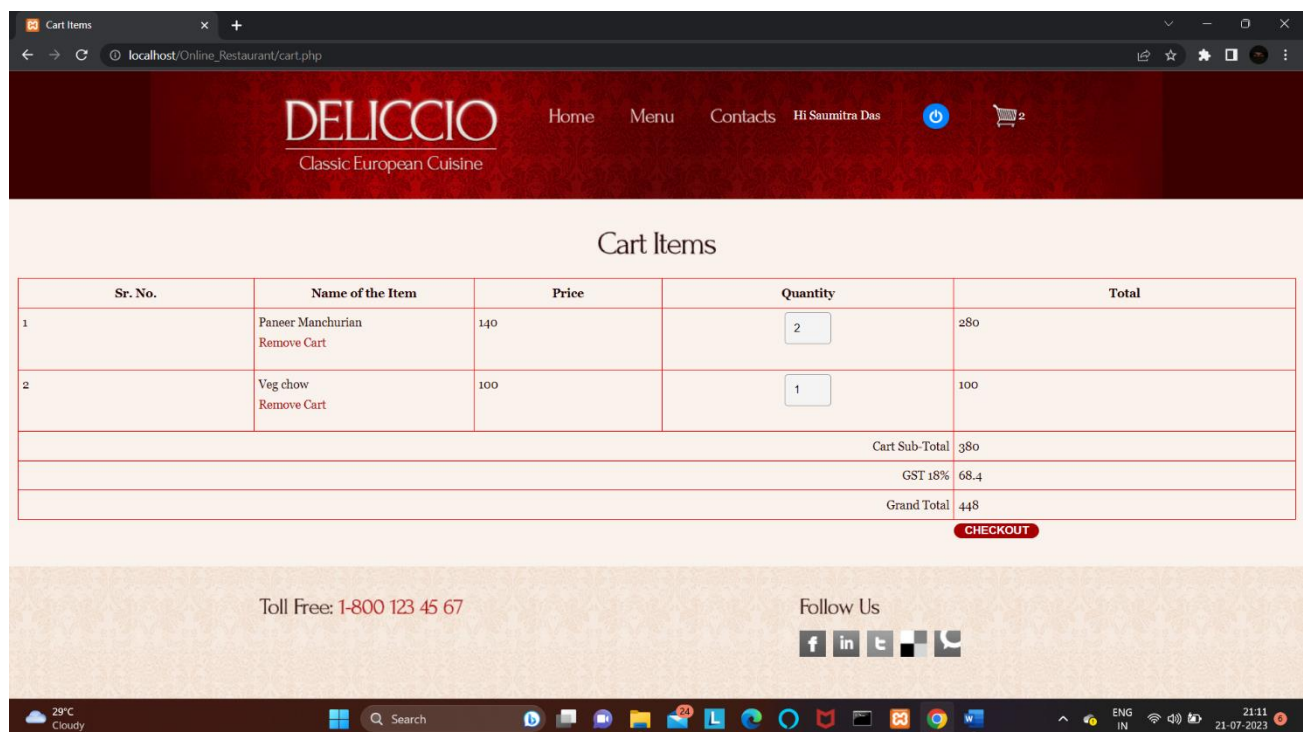 Cart Items
localhost/Online_Restaurant/cart.php
DELICCIO
Classic European Cuisine
Home Menu Contacts Hi Saumitra Das 2
Cart Items
Sr. No. Name of the Item Price Quantity Total
1 Paneer Manchurian 140 2 280
Remove Cart
2 Veg chow 100 1 100
Remove Cart
Cart Sub-Total 380
GST 18% 68.4
Grand Total 448
CHECKOUT
Toll Free: 1-800 123 45 67
Follow Us
f in t
29°C
Cloudy
Search
24
L
W
ENG
IN
21:11
21-07-2023
6